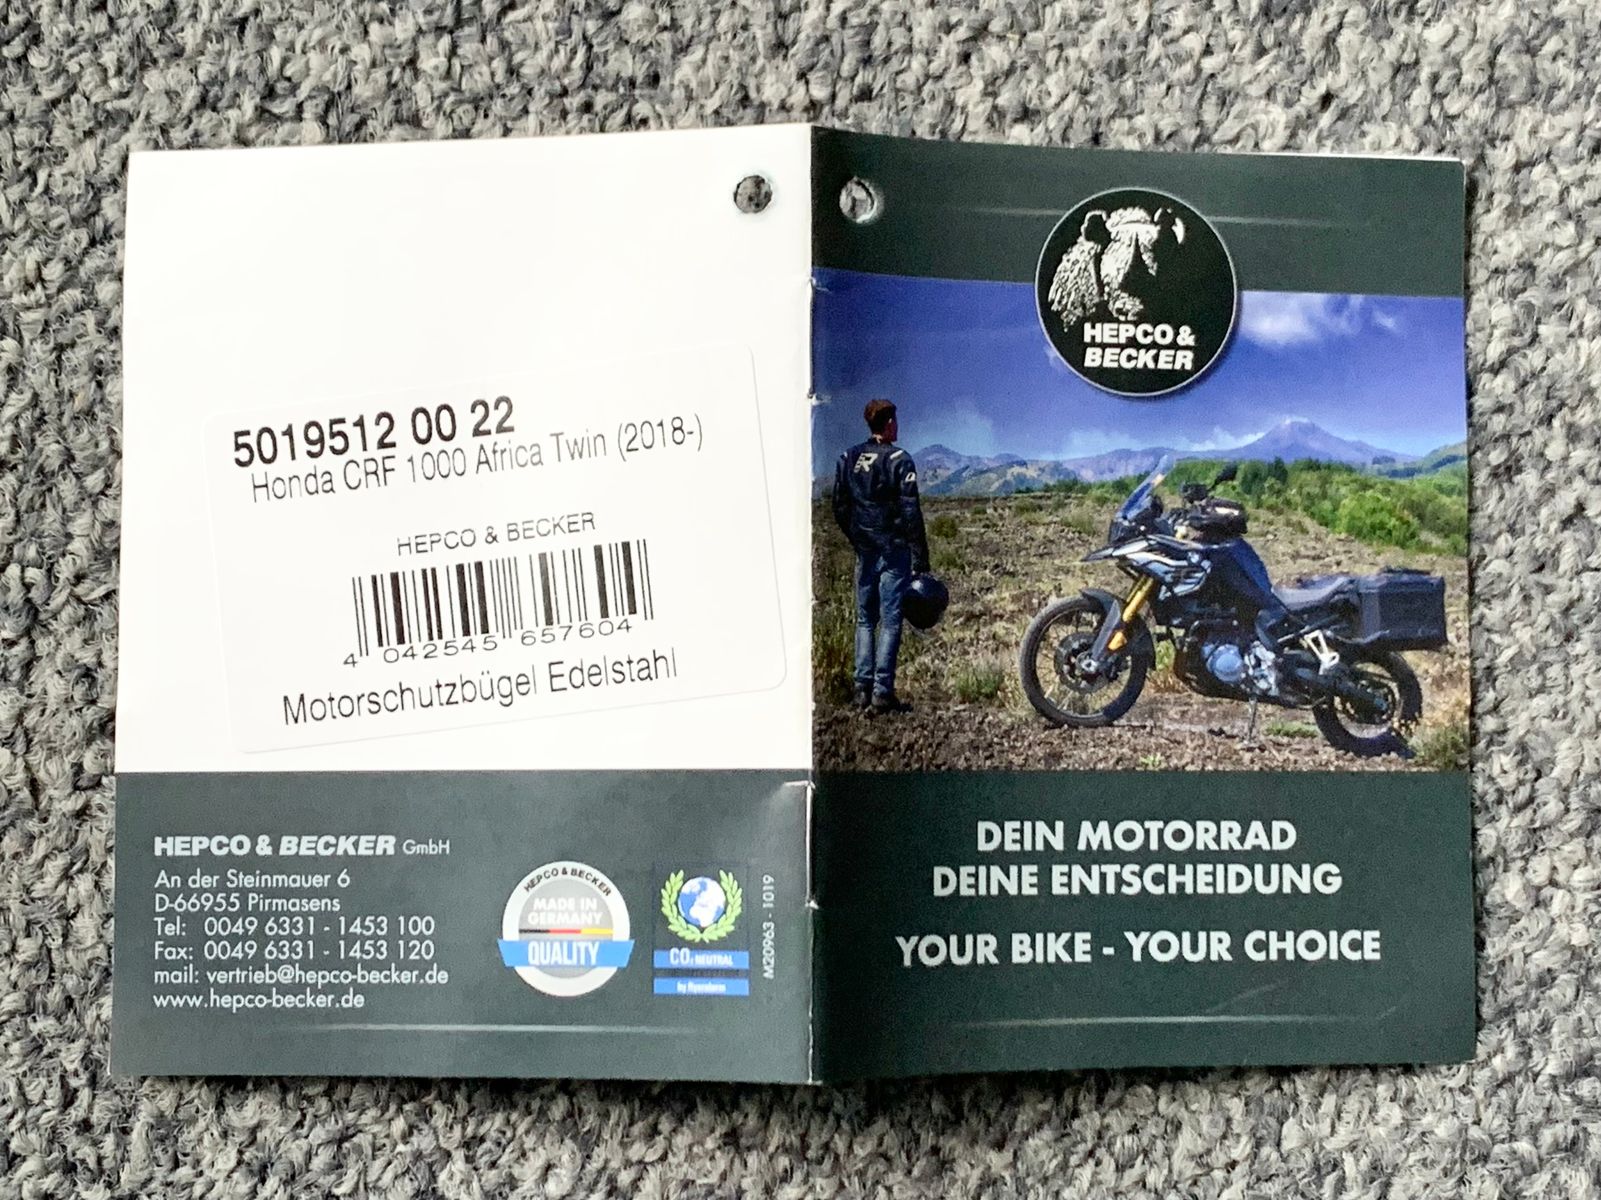 5019512 00 22
Honda CRF 1000 Africa Twin (2018-)
HEPCO & BECKER
4 042545 657604
Motorschutzbügel Edelstahl
HEPCO & BECKER GmbH
An der Steinmauer 6
D-66955 Pirmasens
Tel: 0049 6331 - 1453 100
Fax: 0049 6331 - 1453 120
mail: vertrieb@hepco-becker.de
www.hepco-becker.de
HEPCO & BECKER
MADE IN
GERMANY
QUALITY
CO₂ NEUTRAL
M20963 - 1019
HEPCO &
BECKER
R
DEIN MOTORRAD
DEINE ENTSCHEIDUNG
YOUR BIKE - YOUR CHOICE